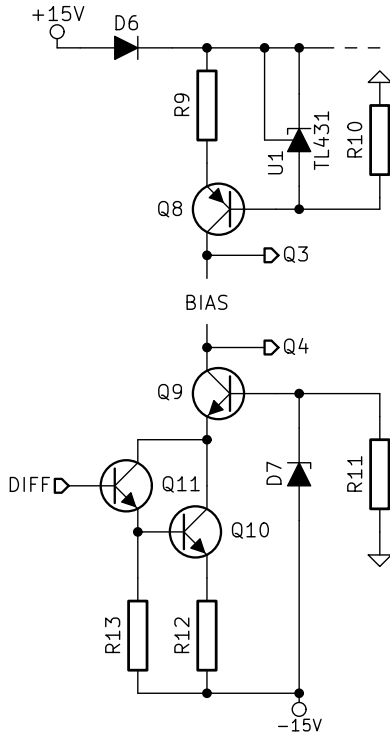 D6
+15V
R9
R10
U1
TL431
Q8
Q3
BIAS
Q4
Q9
DIFF
Q11
D7
R11
Q10
R13
R12
-15V